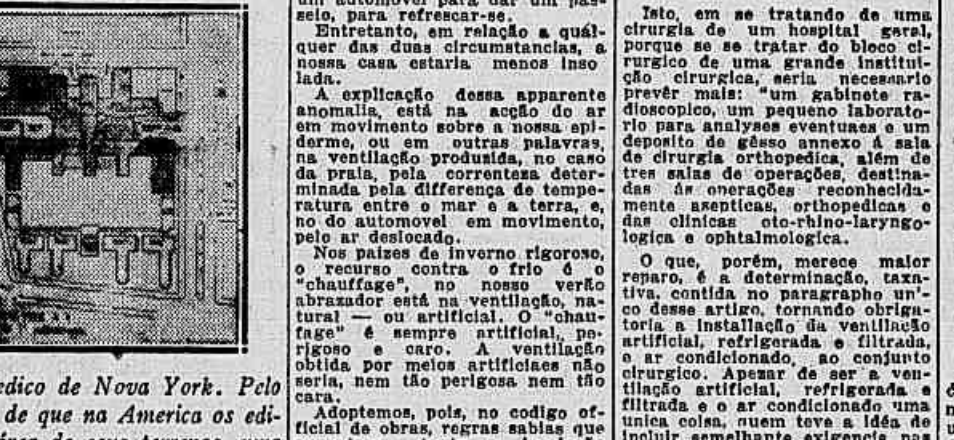 um automovel para dar um pas-
seio, para refrescar-se.
Entretanto, em relação a quál-
quer das duas circumstancias, a
nossa casa estaria menos inso
lada.
A explicação dessa apparente
anomalia, está na acção do ar
em movimento sobre a nossa epi-
derme, ou em outras palavras,
na ventilação produzida, no caso
da praia, pela correnteza deter-
minada pela differença de tempe-
ratura entre o mar e a terra, e,
no do automovel em movimento,
pelo ar deslocado.
Nos paizes de inverno rigoroso,
o recurso contra o frio é o
"chauffage", no nosso verão
abraxador está na ventilação, na-
tural — ou artificial. O "chau-
fage" é sempre artificial, pe-
rigoso e caro. A ventilação
obtida por meios artificiaes não
seria, nem tão perigosa nem tão
cara.
Adoptemos, pois, no codigo of-
ficial de obras, regras sabias que
Isto, em se tratando de uma
cirurgia de um hospital geral,
porque se se tratar do bloco ci-
rurgico de uma grande institui-
ção cirurgica, seria necessario
prevêr mais: "um gabinete ra-
dioscopico, um pequeno laborato-
rio para analyses eventuaes e um
deposito de gêsso annexo á sala
de cirurgia orthopedica, além de
tres salas de operações, destina-
das ás operações reconhecida-
mente asepticas, orthopedicas e
das clinicas oto-rhino-laryngo-
logica e ophtalmologica.
O que, porém, merece maior
reparo, é a determinação, taxa-
tiva, contida no paragrapho un'-
co desse artigo, tornando obriga-
toria a installação da ventilação
artificial, refrigerada e filtrada,
e ar condicionado, ao conjunto
cirurgico. Apezar de ser a ven-
tilação artificial, refrigerada e
filtrada e o ar condicionado uma
unica coisa, quem teve a idéa de
incluir semelhante exigencia nas
edico de Nova York. Pelo
de que na America os edi-